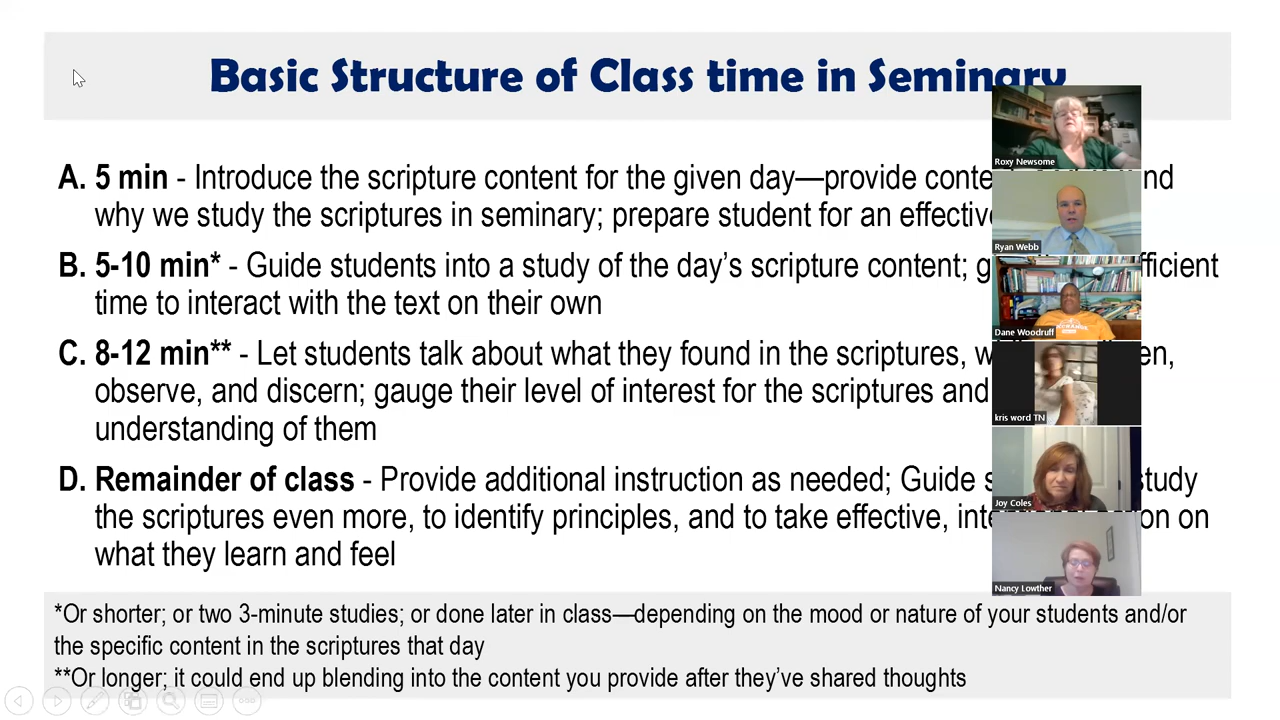 Basic Structure of Class time in Seminary
A. 5 min - Introduce the scripture content for the given day—provide
why we study the scriptures in seminary; prepare student for an
B. 5-10 min* - Guide students into a study of the day's scripture content;
time to interact with the text on their own
C. 8-12 min** - Let students talk about what they found in the scriptures,
observe, and discern; gauge their level of interest for the scriptures and
understanding of them
D. Remainder of class - Provide additional instruction as needed; Guide study
the scriptures even more, to identify principles, and to take effective, on
what they learn and feel
*Or shorter; or two 3-minute studies; or done later in class—depending on the mood or nature of your students and/or
the specific content in the scriptures that day
**Or longer; it could end up blending into the content you provide after they've shared thoughts
Roxy Newsome
Ryan Webb
Dane Woodruff
kris word TN
Joy Coles
Nancy Lowther